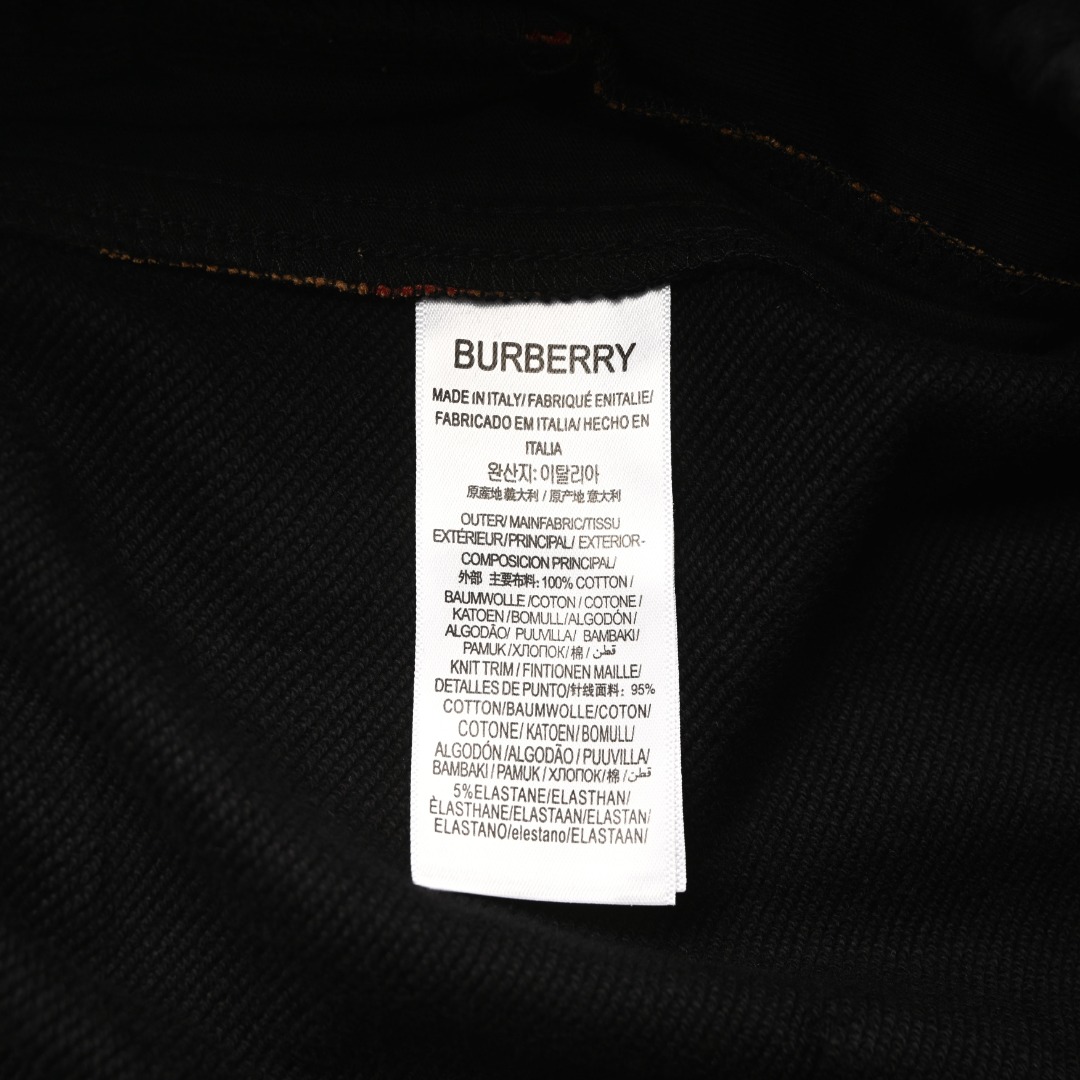 BURBERRY
MADE IN ITALY/ FABRIQUÉ ENITALIE/
FABRICADO EM ITALIA/ HECHO EN
ITALIA
완산지: 이탈리아
原産地 義大利 / 原产地 意大利
OUTER/ MAINFABRIC/TISSU
EXTÉRIEUR/PRINCIPAL/ EXTERIOR-
COMPOSICION PRINCIPAL/
外部 主要布料: 100% COTTON /
BAUMWOLLE /COTON / COTONE /
KATOEN / BOMULL/ALGODÓN /
ALGODÃO/ PUUVILLA/ BAMBAKI/
PAMUK /ХЛОПОК/ 棉 / قطن
KNIT TRIM / FINTIONEN MAILLE/
DETALLES DE PUNTO/针线面料: 95%
COTTON/BAUMWOLLE/COTON/
COTONE/ KATOEN/BOMULL/
ALGODÓN /ALGODÃO / PUUVILLA/
BAMBAKI / PAMUK / ХЛОПОК/棉 /قطن
5%ELASTANE/ELASTHAN/
ÈLASTHANE/ELASTAAN/ELASTAN/
ELASTANO/elestano/ELASTAAN/